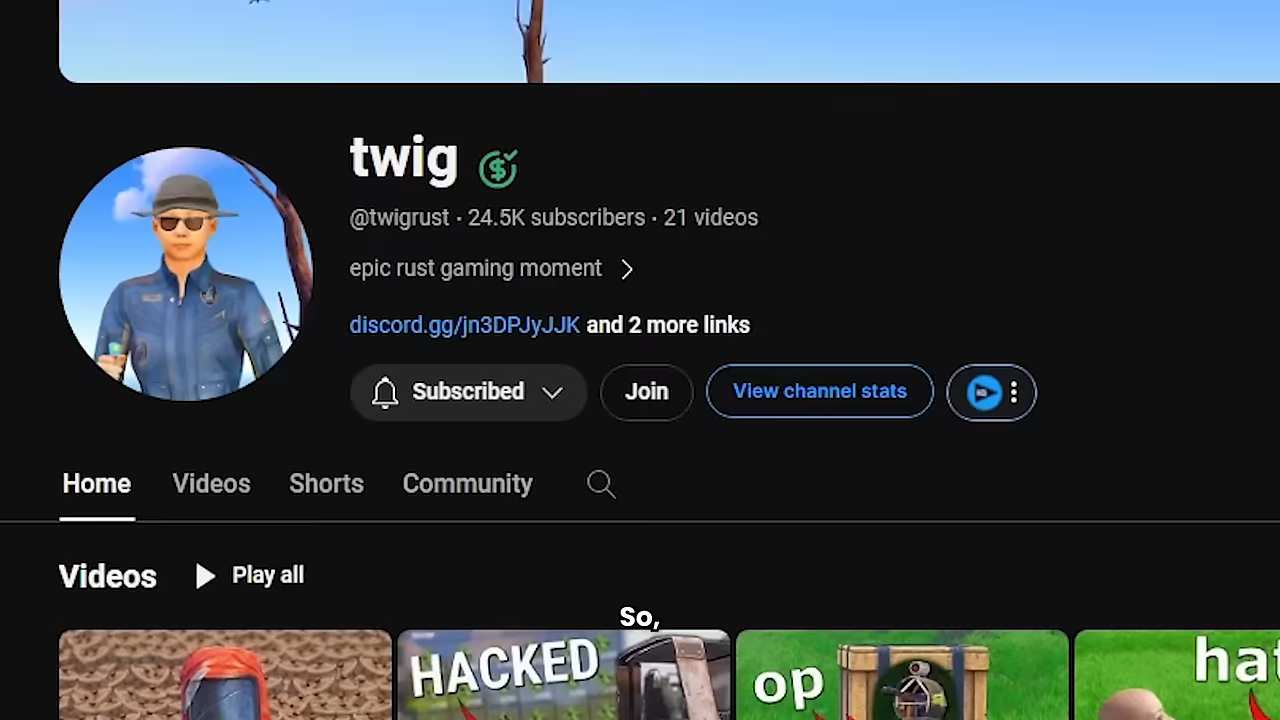 twig
@twigrust · 24.5K subscribers · 21 videos
epic rust gaming moment
discord.gg/jn3DPJyJJK and 2 more links
Subscribed Join View channel stats
Home Videos Shorts Community
Videos Play all
So,
HACKED
op